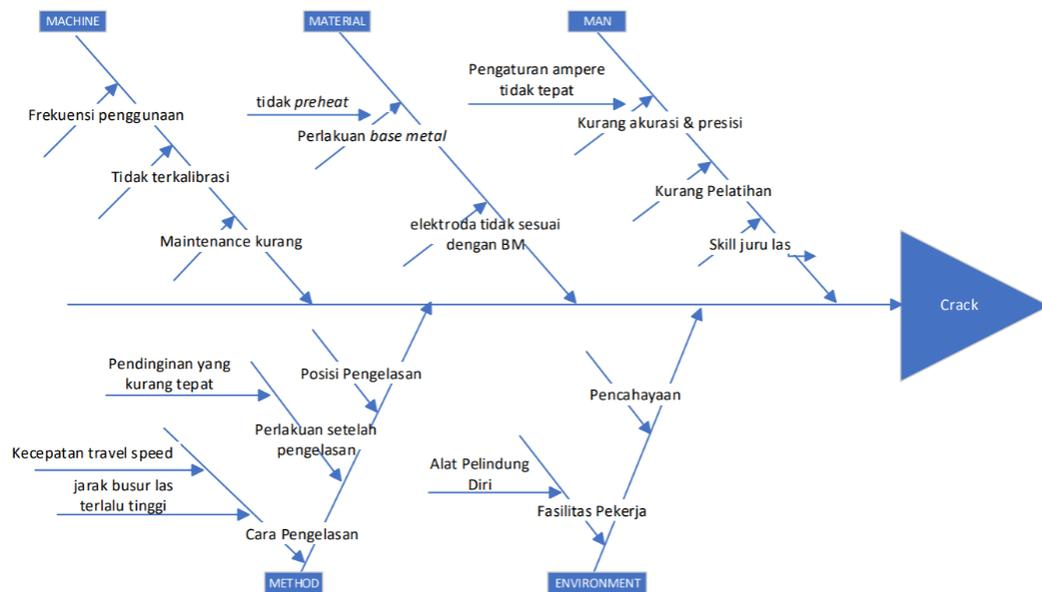 MACHINE
MATERIAL
MAN
Frekuensi penggunaan
Tidak terkalibrasi
Maintenance kurang
tidak preheat
Perlakuan base metal
elektroda tidak sesuai
dengan BM
Pengaturan ampere
tidak tepat
Kurang akurasi & presisi
Kurang Pelatihan
Skill juru las
Crack
Pendinginan yang
kurang tepat
Posisi Pengelasan
Perlakuan setelah
pengelasan
Kecepatan travel speed
jarak busur las
terlalu tinggi
Cara Pengelasan
Pencahayaan
Alat Pelindung
Diri
Fasilitas Pekerja
METHOD
ENVIRONMENT